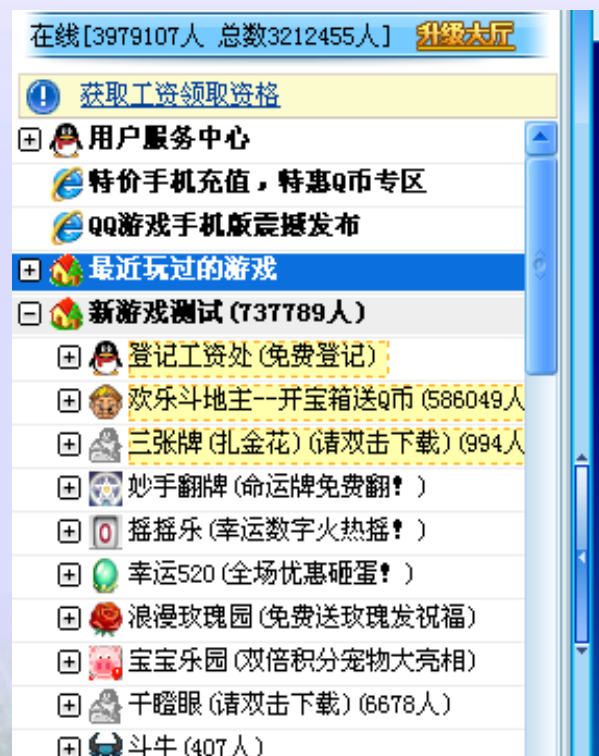 在线[3979107人 总数3212455人] 升级大厅
获取工资领取资格
用户服务中心
特价手机充值，特惠Q币专区
QQ游戏手机版震撼发布
最近玩过的游戏
新游戏测试(737789人)
登记工资处(免费登记)
欢乐斗地主--开宝箱送Q币(586049人
三张牌(扎金花)(请双击下载)(994人
妙手翻牌(命运牌免费翻！)
摇摇乐(幸运数字火热摇！)
幸运520(全场优惠砸蛋！)
浪漫玫瑰园(免费送玫瑰发祝福)
宝宝乐园(双倍积分宠物大亮相)
千瞪眼(请双击下载)(6678人)
斗牛(407人)